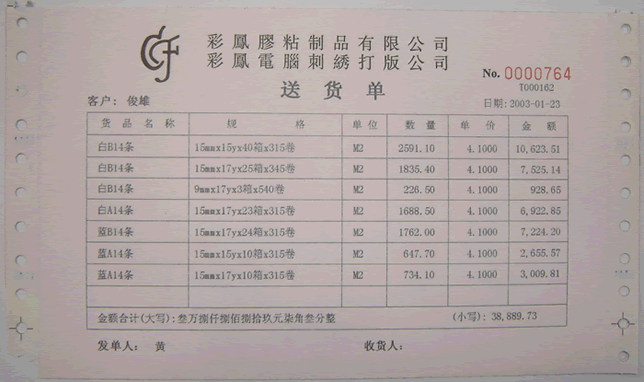 彩鳳膠粘制品有限公司
彩鳳電腦刺綉打版公司
No. 0000764
送货单
T000162
客户: 俊雄
日期:2003-01-23
货品名称 规格 单位 数量 单价 金额
白B14条 15mmx15yx40箱x315卷 M2 2591.10 4.1000 10,623.51
白B14条 15mmx17yx25箱x345卷 M2 1835.40 4.1000 7,525.14
白B14条 9mmx17yx3箱x540卷 M2 226.50 4.1000 928.65
白A14条 15mmx17yx23箱x315卷 M2 1688.50 4.1000 6,922.85
蓝B14条 15mmx17yx24箱x315卷 M2 1762.00 4.1000 7,224.20
蓝A14条 15mmx15yx10箱x315卷 M2 647.70 4.1000 2,655.57
蓝A14条 15mmx17yx10箱x315卷 M2 734.10 4.1000 3,009.81
金额合计(大写):叁万捌仟捌佰捌拾玖元柒角叁分整 (小写): 38,889.73
发单人: 黄 收货人: